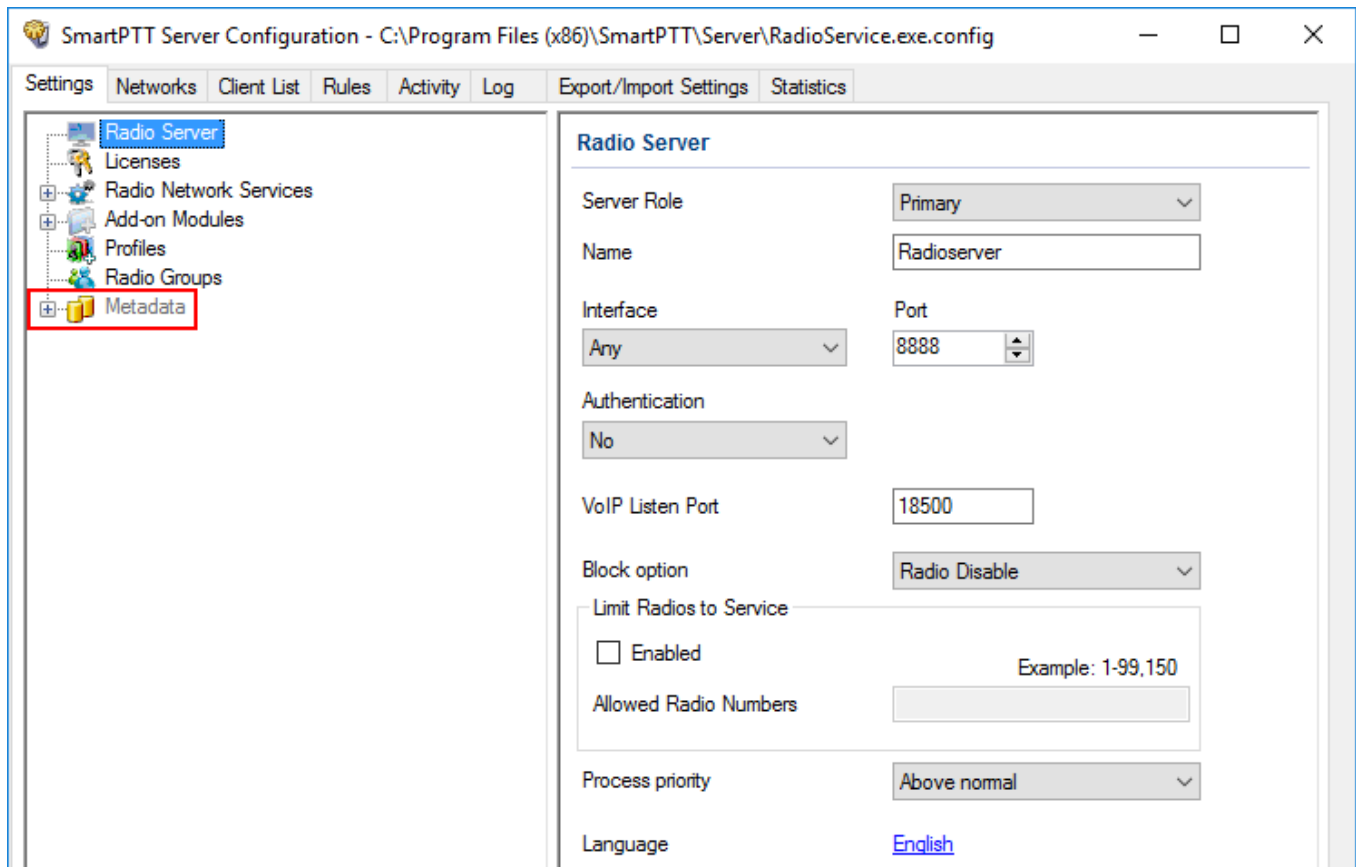 SmartPTT Server Configuration - C:\Program Files (x86)\SmartPTT\Server\RadioService.exe.config
Settings Networks Client List Rules Activity Log Export/Import Settings Statistics
Radio Server
Licenses
Radio Network Services
Add-on Modules
Profiles
Radio Groups
Metadata
Radio Server
Server Role Primary
Name Radioserver
Interface Port
Any 8888
Authentication
No
VoIP Listen Port 18500
Block option Radio Disable
Limit Radios to Service
Enabled
Example: 1-99,150
Allowed Radio Numbers
Process priority Above normal
Language English